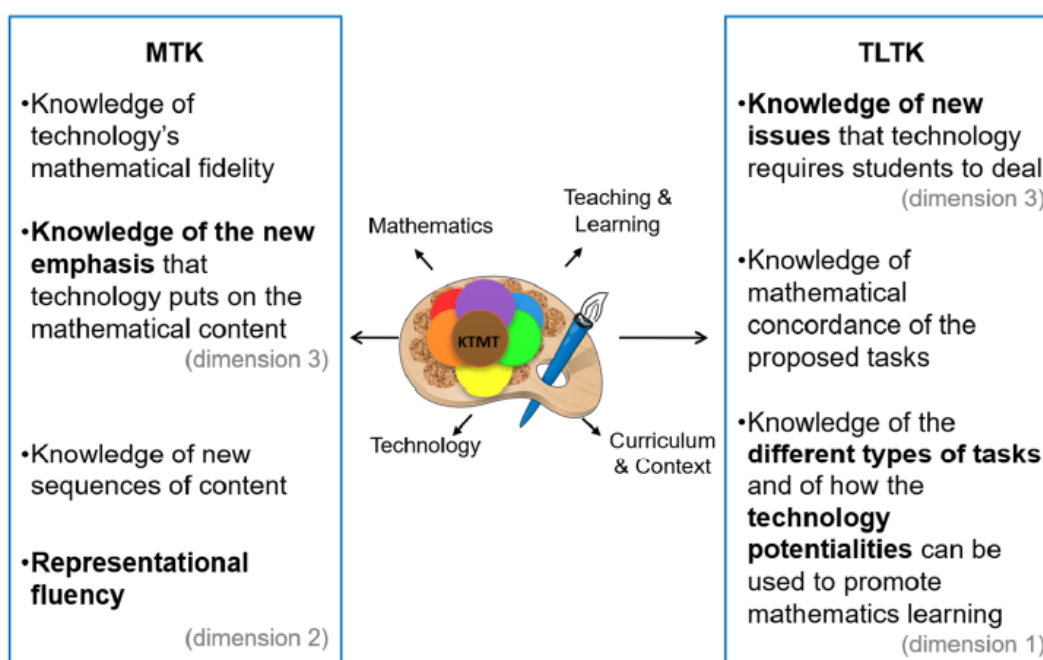 MTK
•Knowledge of
technology's
mathematical fidelity
•Knowledge of the new
emphasis that
technology puts on the
mathematical content
(dimension 3)
•Knowledge of new
sequences of content
•Representational
fluency
(dimension 2)
Mathematics
Teaching &
Learning
KTMT
Technology
Curriculum
& Context
TLTK
•Knowledge of new
issues that technology
requires students to deal
(dimension 3)
•Knowledge of
mathematical
concordance of the
proposed tasks
•Knowledge of the
different types of tasks
and of how the
technology
potentialities can be
used to promote
mathematics learning
(dimension 1)